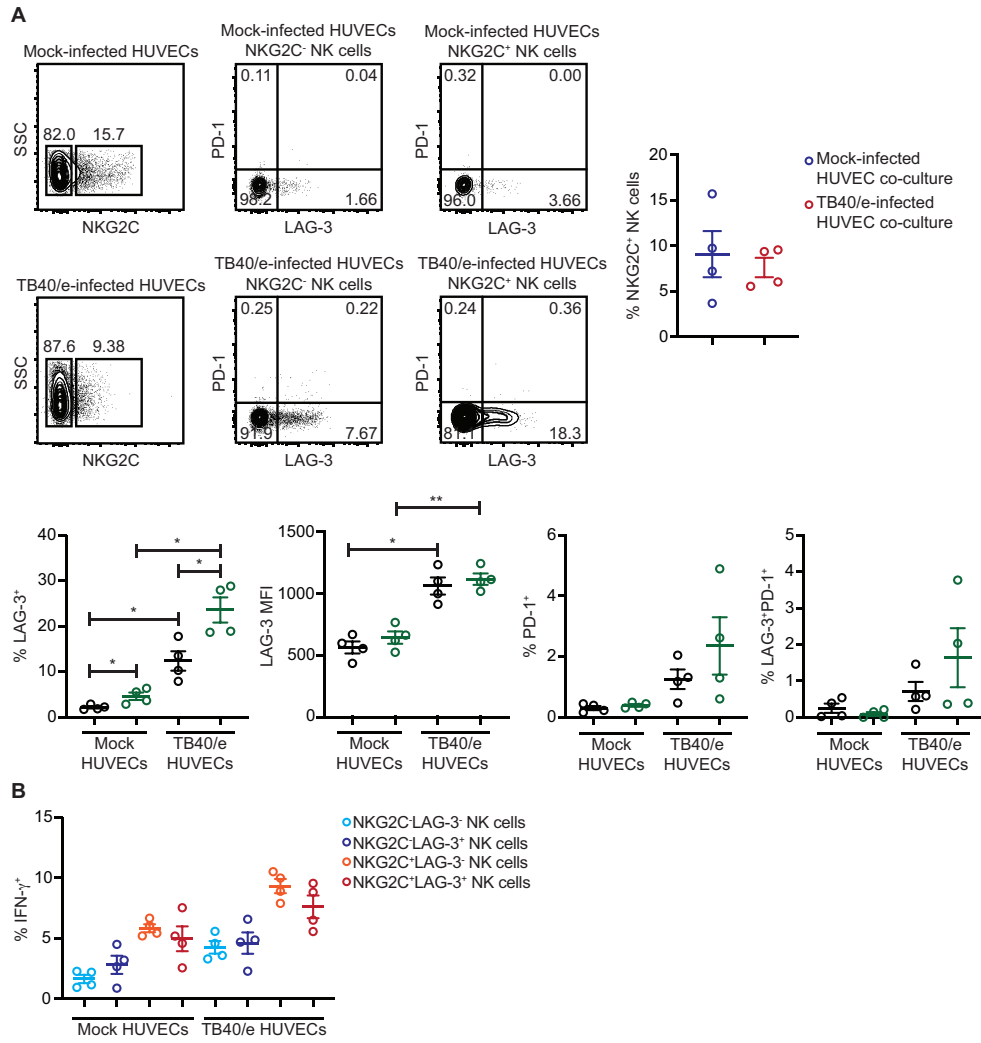 A
Mock-infected HUVECs
SSC
82.0 15.7
NKG2C
Mock-infected HUVECs
NKG2C⁻ NK cells
0.11 0.04
PD-1
98.2 1.66
LAG-3
Mock-infected HUVECs
NKG2C⁺ NK cells
0.32 0.00
PD-1
96.0 3.66
LAG-3
TB40/e-infected HUVECs
SSC
87.6 9.38
NKG2C
TB40/e-infected HUVECs
NKG2C⁻ NK cells
0.25 0.22
PD-1
91.9 7.67
LAG-3
TB40/e-infected HUVECs
NKG2C⁺ NK cells
0.24 0.36
PD-1
81.1 18.3
LAG-3
% NKG2C⁺ NK cells
20
15
10
5
0
Mock-infected
HUVEC co-culture
TB40/e-infected
HUVEC co-culture
% LAG-3⁺
40
30
20
10
0
*
*
*
*
Mock
HUVECs
TB40/e
HUVECs
LAG-3 MFI
1500
1000
500
0
**
*
Mock
HUVECs
TB40/e
HUVECs
% PD-1⁺
6
4
2
0
Mock
HUVECs
TB40/e
HUVECs
% LAG-3⁺PD-1⁺
5
4
3
2
1
0
Mock
HUVECs
TB40/e
HUVECs
B
% IFN-γ⁺
15
10
5
0
Mock HUVECs
TB40/e HUVECs
NKG2C⁻LAG-3⁻ NK cells
NKG2C⁻LAG-3⁺ NK cells
NKG2C⁺LAG-3⁻ NK cells
NKG2C⁺LAG-3⁺ NK cells